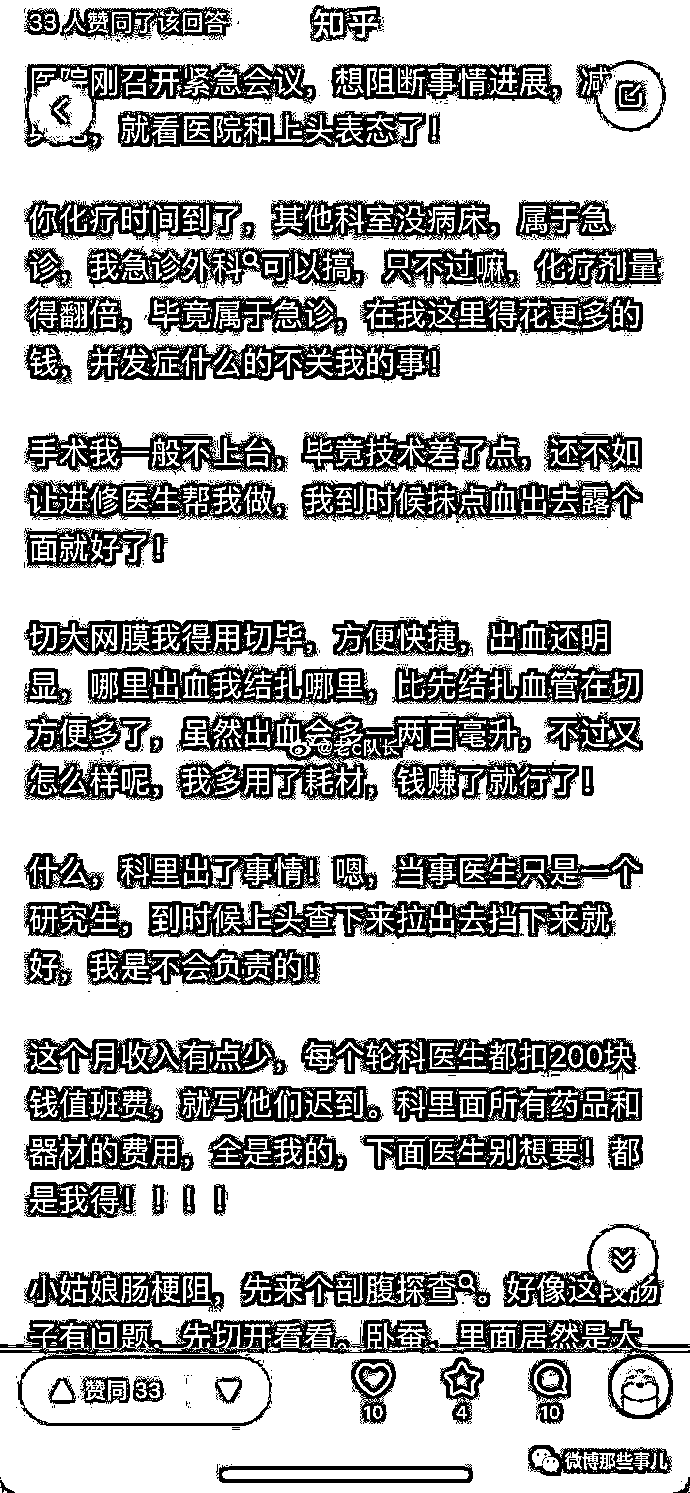 33 人赞同了该回答
知乎
医院刚召开紧急会议，想阻断事情进展，减
，就看医院和上头表态了！
你化疗时间到了，其他科室没病床，属于急
诊，我急诊外科可以搞，只不过嘛，化疗剂量
得翻倍，毕竟属于急诊，在我这里得花更多的
钱，并发症什么的不关我的事！
手术我一般不上台，毕竟技术差了点，还不如
让进修医生帮我做，我到时候抹点血出去露个
面就好了！
切大网膜我得用切毕，方便快捷，出血还明
显，哪里出血我结扎哪里，比先结扎血管在切
方便多了，虽然出血会多一两百毫升，不过又
@老c队长
怎么样呢，我多用了耗材，钱赚了就行了！
什么，科里出了事情！嗯，当事医生只是一个
研究生，到时候上头查下来拉出去挡下来就
好，我是不会负责的！
这个月收入有点少，每个轮科医生都扣200块
钱值班费，就写他们迟到。科里面所有药品和
器材的费用，全是我的，下面医生别想要！都
是我得！！！！
小姑娘肠梗阻，先来个剖腹探查。好像这段肠
子有问题，先切开看看。卧蚕，里面居然是大
赞同 33
10
4
10
微博那些事儿